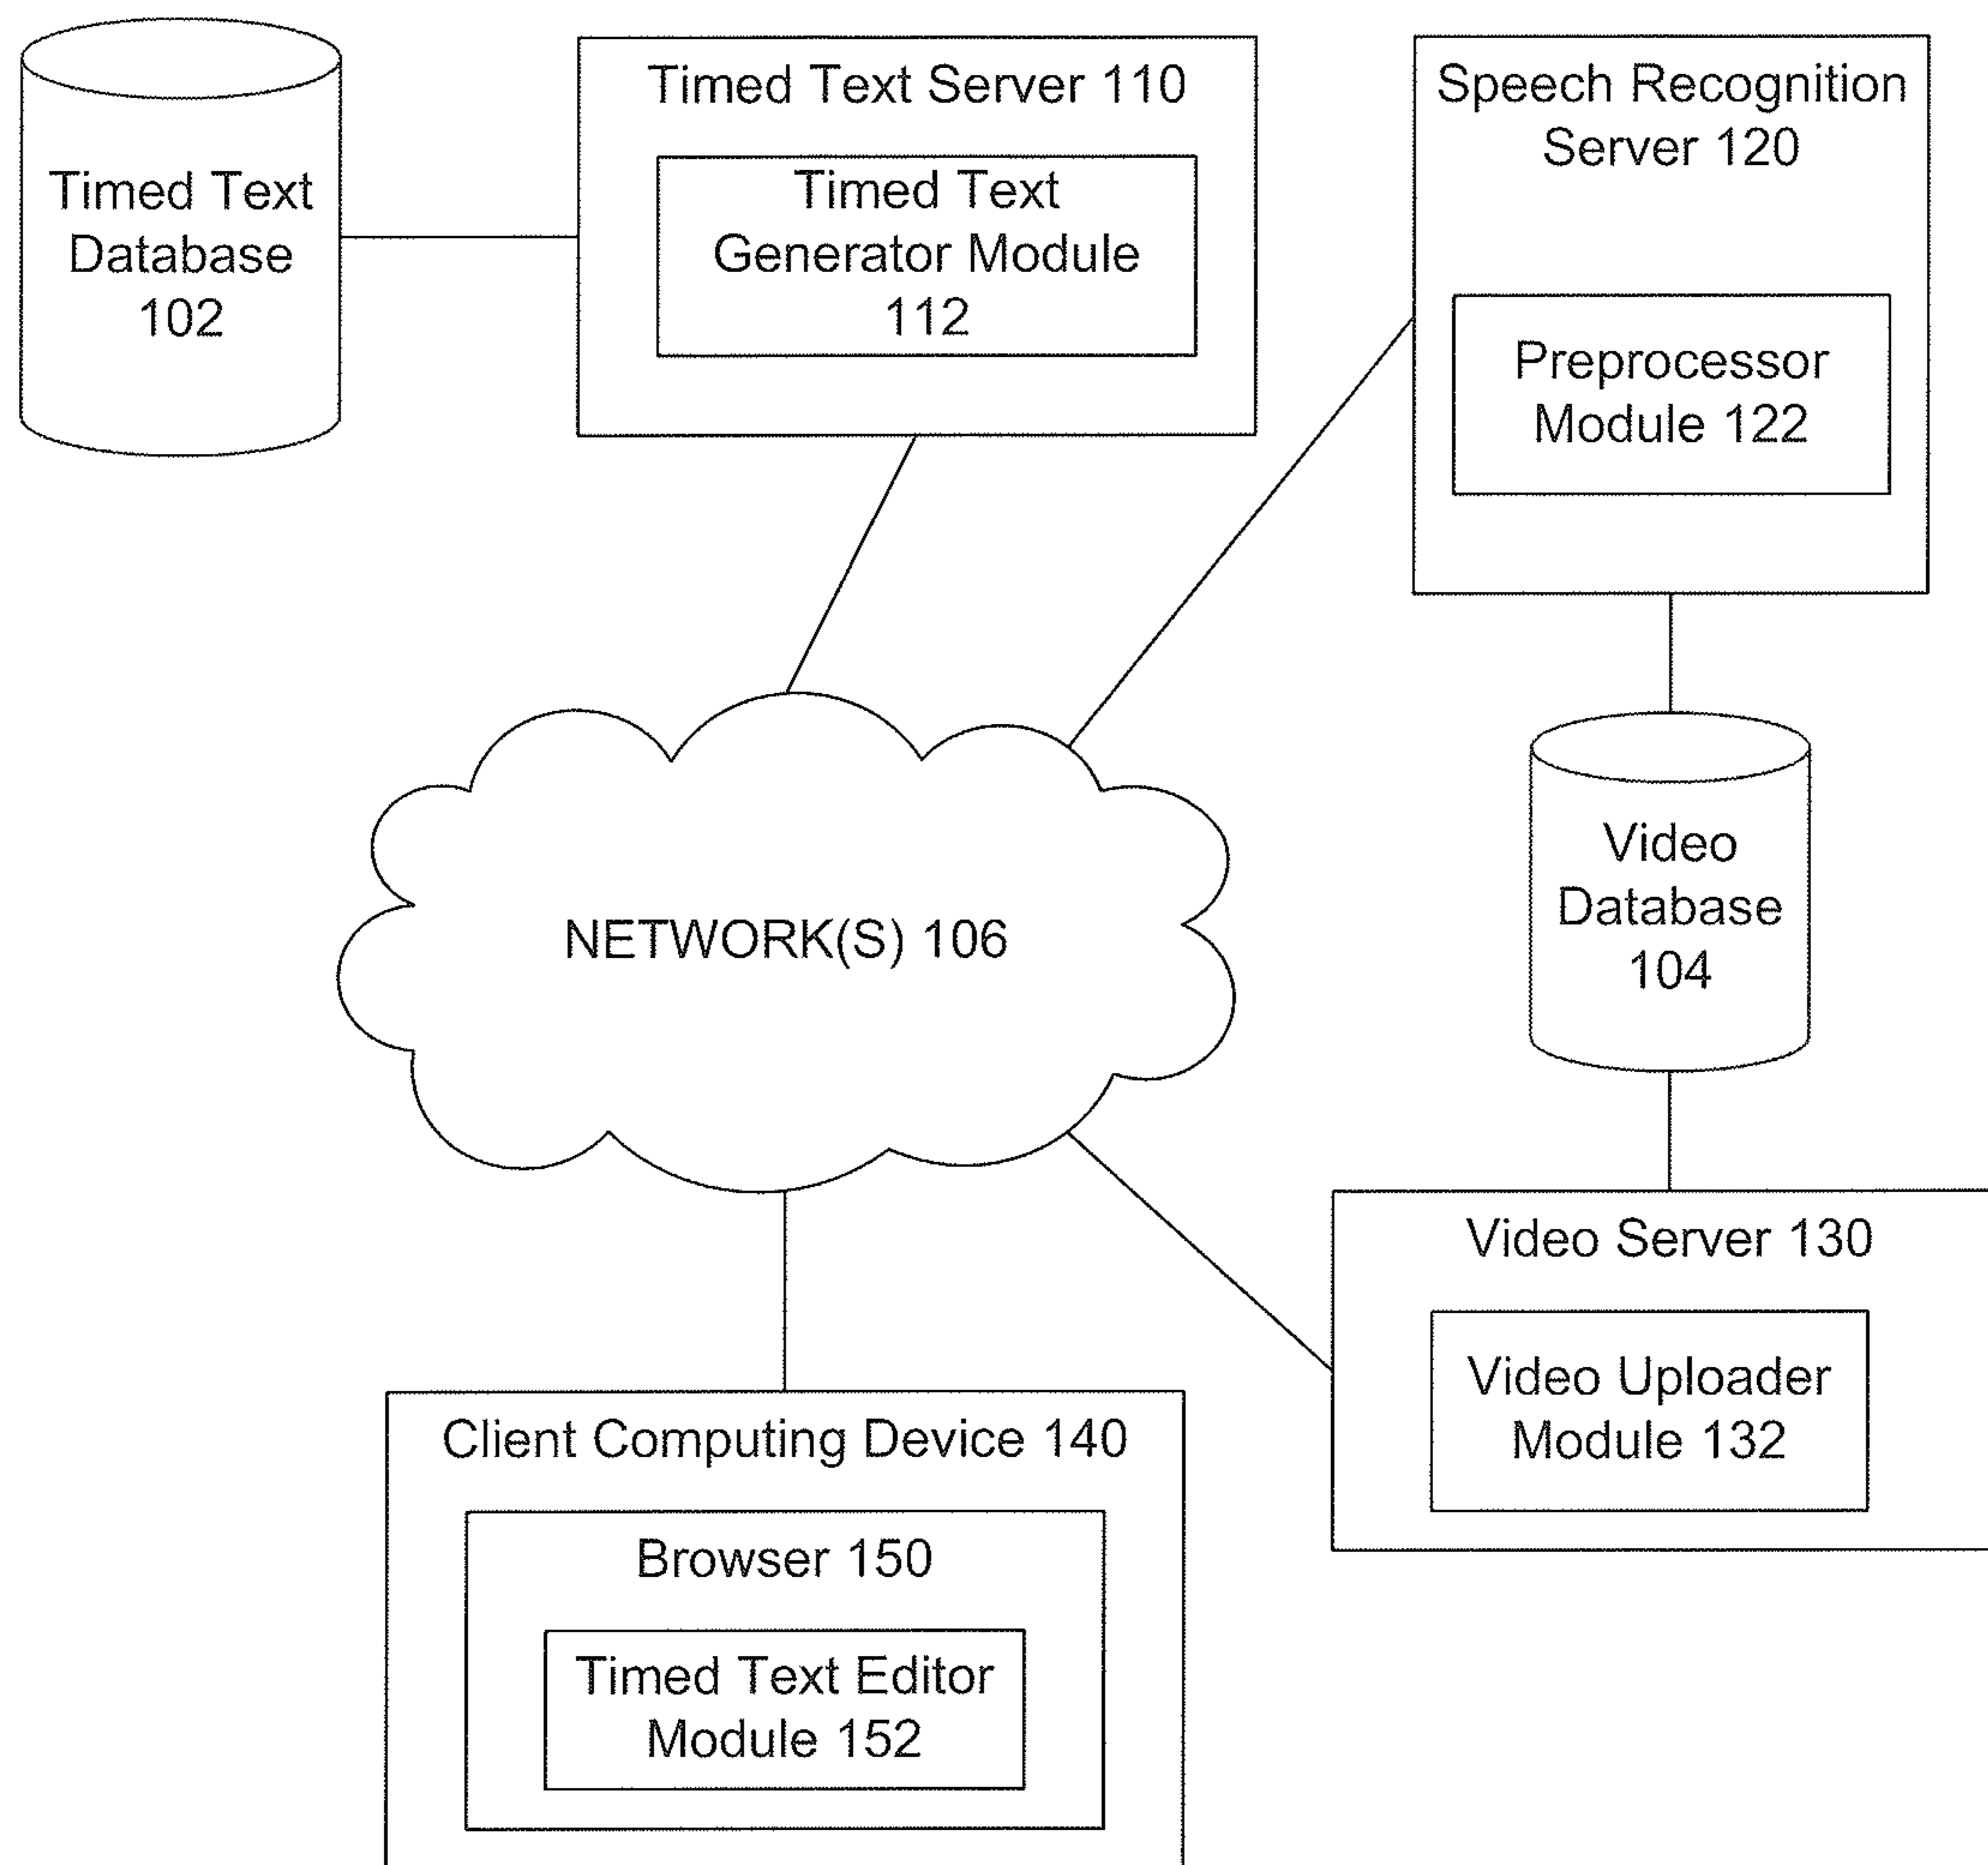 Timed Text
Database
102
Timed Text Server 110
Timed Text
Generator Module
112
Speech Recognition
Server 120
Preprocessor
Module 122
NETWORK(S) 106
Video
Database
104
Video Server 130
Video Uploader
Module 132
Client Computing Device 140
Browser 150
Timed Text Editor
Module 152